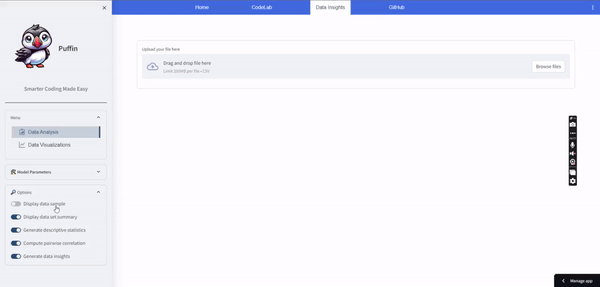 Home
CodeLab
Data Insights
GitHub
Puffin
Smarter Coding Made Easy
Menu
Data Analysis
Data Visualizations
Model Parameters
Options
Display data sample
Display data set summary
Generate descriptive statistics
Compute pairwise correlation
Generate data insights
Upload your file here
Drag and drop file here
Limit 200MB per file • CSV
Browse files
Manage app